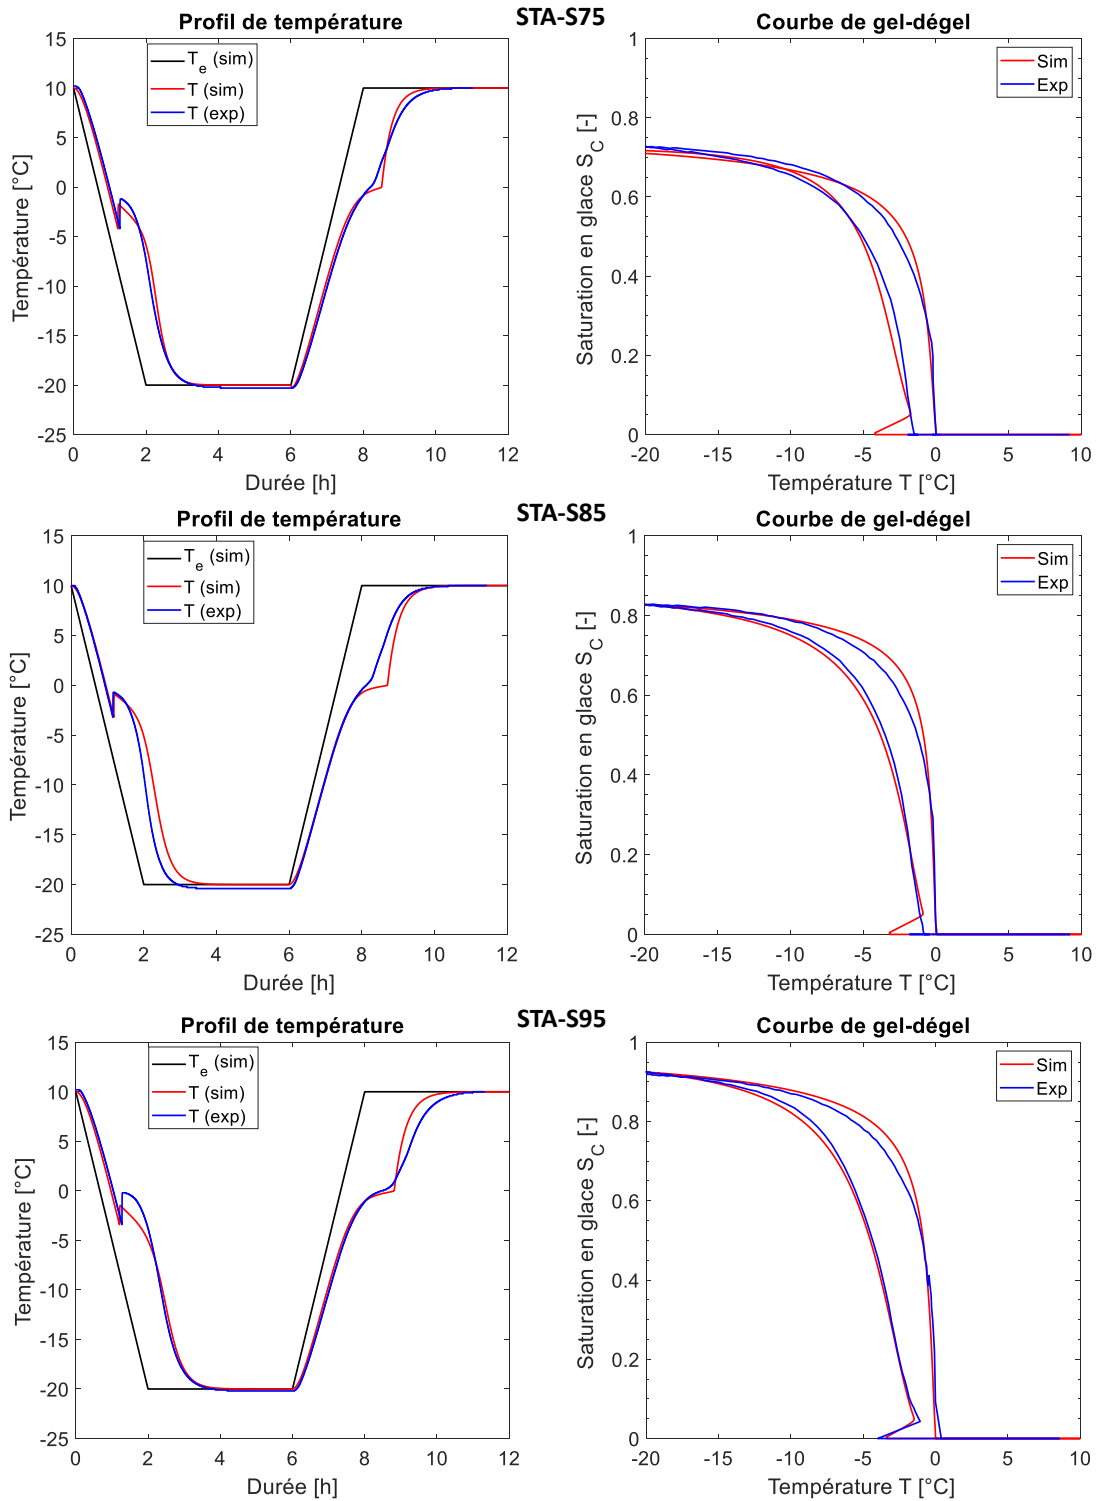 STA-S75
Profil de température
Courbe de gel-dégel
T_e (sim)
T (sim)
T (exp)
15
10
5
0
-5
-10
-15
-20
-25
Température [°C]
0 2 4 6 8 10 12
Durée [h]
Sim
Exp
1
0.8
0.6
0.4
0.2
0
Saturation en glace S_C [-]
-20 -15 -10 -5 0 5 10
Température T [°C]
STA-S85
Profil de température
Courbe de gel-dégel
T_e (sim)
T (sim)
T (exp)
15
10
5
0
-5
-10
-15
-20
-25
Température [°C]
0 2 4 6 8 10 12
Durée [h]
Sim
Exp
1
0.8
0.6
0.4
0.2
0
Saturation en glace S_C [-]
-20 -15 -10 -5 0 5 10
Température T [°C]
STA-S95
Profil de température
Courbe de gel-dégel
T_e (sim)
T (sim)
T (exp)
15
10
5
0
-5
-10
-15
-20
-25
Température [°C]
0 2 4 6 8 10 12
Durée [h]
Sim
Exp
1
0.8
0.6
0.4
0.2
0
Saturation en glace S_C [-]
-20 -15 -10 -5 0 5 10
Température T [°C]